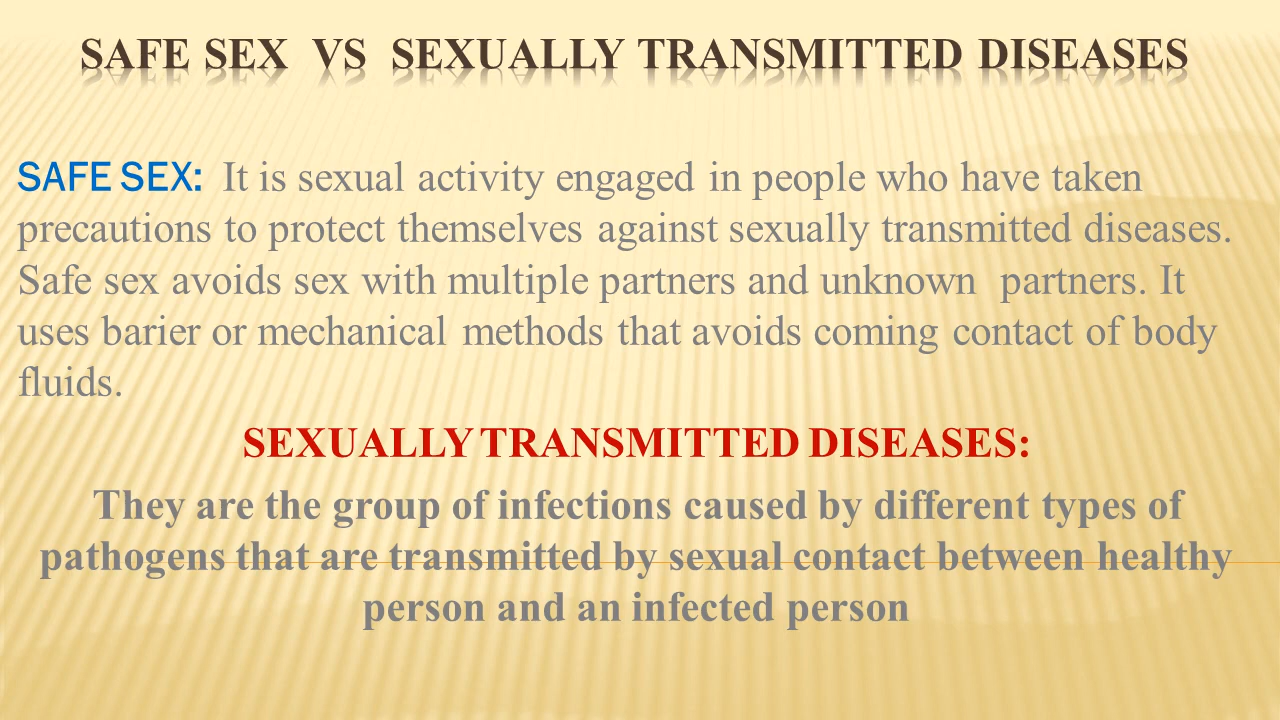 SAFE SEX VS SEXUALLY TRANSMITTED DISEASES
SAFE SEX: It is sexual activity engaged in people who have taken
precautions to protect themselves against sexually transmitted diseases.
Safe sex avoids sex with multiple partners and unknown partners. It
uses barier or mechanical methods that avoids coming contact of body
fluids.
SEXUALLY TRANSMITTED DISEASES:
They are the group of infections caused by different types of
pathogens that are transmitted by sexual contact between healthy
person and an infected person